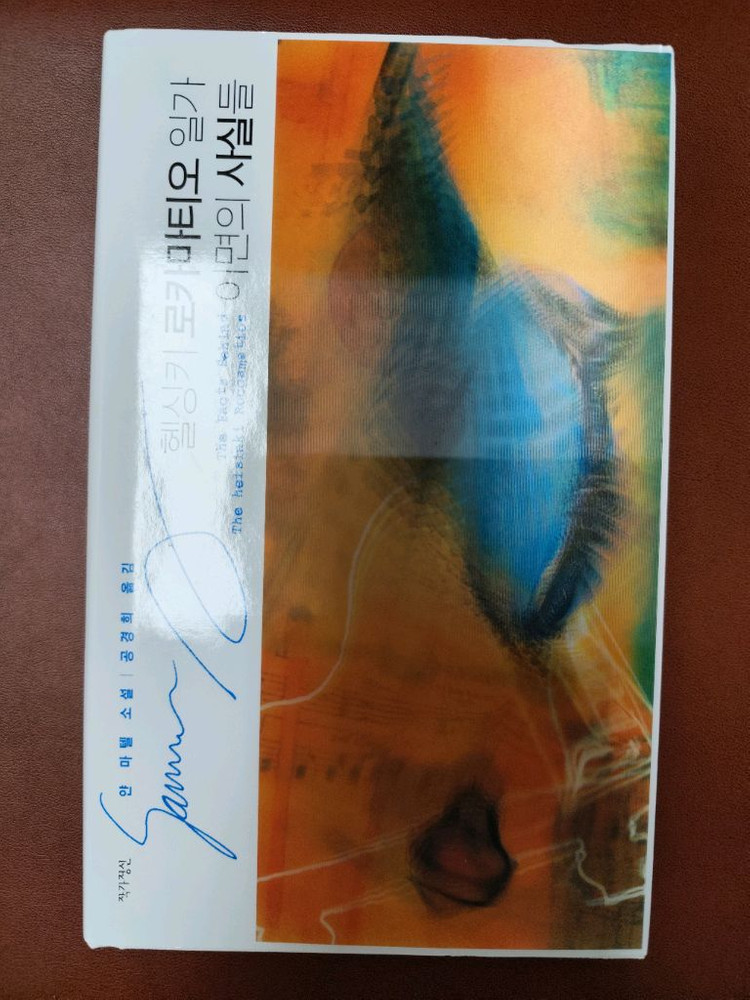 작가정신
얀 마텔 소설 | 공경희 옮김
헬싱키 로카마티오 일가
이면의 사실들
The Facts Behind
The helsinki Roccamatios